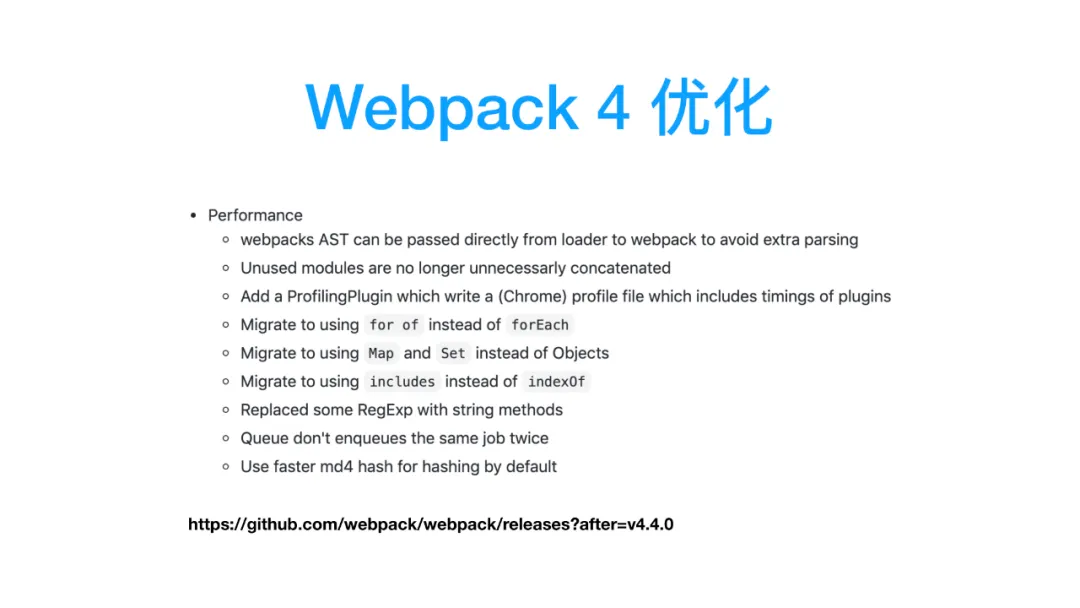 Webpack 4 优化
• Performance
◦ webpacks AST can be passed directly from loader to webpack to avoid extra parsing
◦ Unused modules are no longer unnecessarly concatenated
◦ Add a ProfilingPlugin which write a (Chrome) profile file which includes timings of plugins
◦ Migrate to using for of instead of forEach
◦ Migrate to using Map and Set instead of Objects
◦ Migrate to using includes instead of indexOf
◦ Replaced some RegExp with string methods
◦ Queue don't enqueues the same job twice
◦ Use faster md4 hash for hashing by default
https://github.com/webpack/webpack/releases?after=v4.4.0